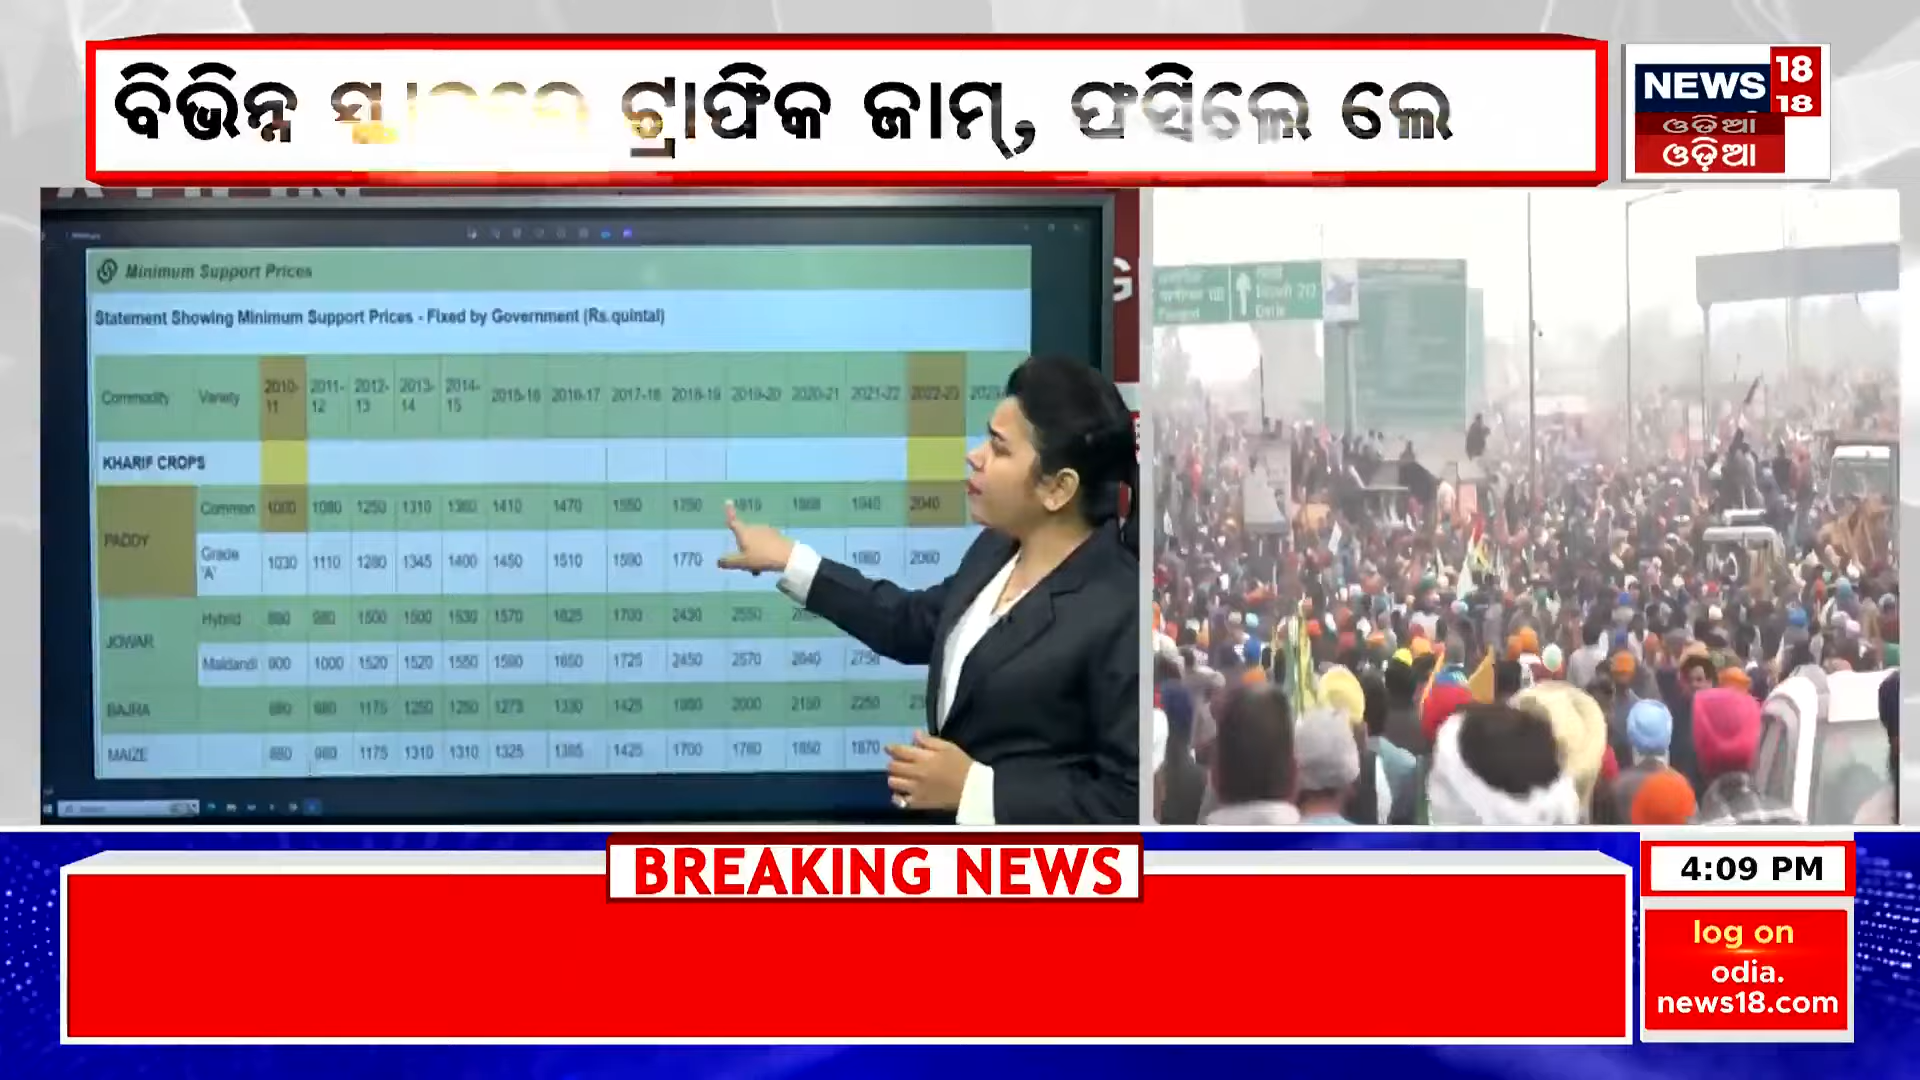 ବିଭିନ୍ନ ସ୍ଥାନରେ ଟ୍ରାଫିକ ଜାମ୍, ଫସିଲେ ଲେ
NEWS 18
18
ଓଡ଼ିଆ
ଓଡ଼ିଆ
Minimum Support Prices
Statement Showing Minimum Support Prices - Fixed by Government (Rs.quintal)
Commodity Variety 2010-11 2011-12 2012-13 2013-14 2014-15 2015-16 2016-17 2017-18 2018-19 2019-20 2020-21 2021-22 2022-23
KHARIF CROPS
PADDY
Common 1000 1080 1250 1310 1360 1410 1470 1550 1750 1815 1868 1940 2040
Grade 'A' 1030 1110 1280 1345 1400 1450 1510 1590 1770 1960 2060
JOWAR
Hybrid 880 980 1500 1500 1530 1570 1625 1700 2430 2550
Maldandi 900 1000 1520 1520 1550 1590 1650 1725 2450 2570 2640
BAJRA 880 980 1175 1250 1250 1275 1330 1425 1950 2000 2150 2250
MAIZE 880 980 1175 1310 1310 1325 1365 1425 1700 1760 1850 1870
BREAKING NEWS
4:09 PM
log on
odia.
news18.com